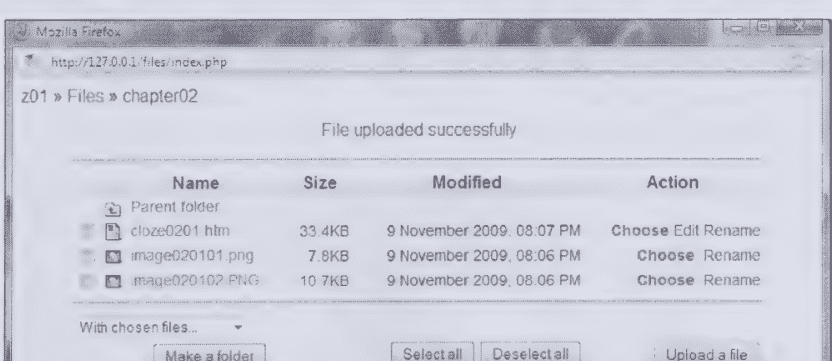 Mozilla Firefox
http://127.0.0.1/files/index.php
z01 » Files » chapter02
File uploaded successfully
Name Size Modified Action
Parent folder
cloze0201.htm 33.4KB 9 November 2009, 08:07 PM Choose Edit Rename
image020101.png 7.8KB 9 November 2009, 08:06 PM Choose Rename
image020102.PNG 10.7KB 9 November 2009, 08:06 PM Choose Rename
With chosen files...
Make a folder Select all Deselect all Upload a file